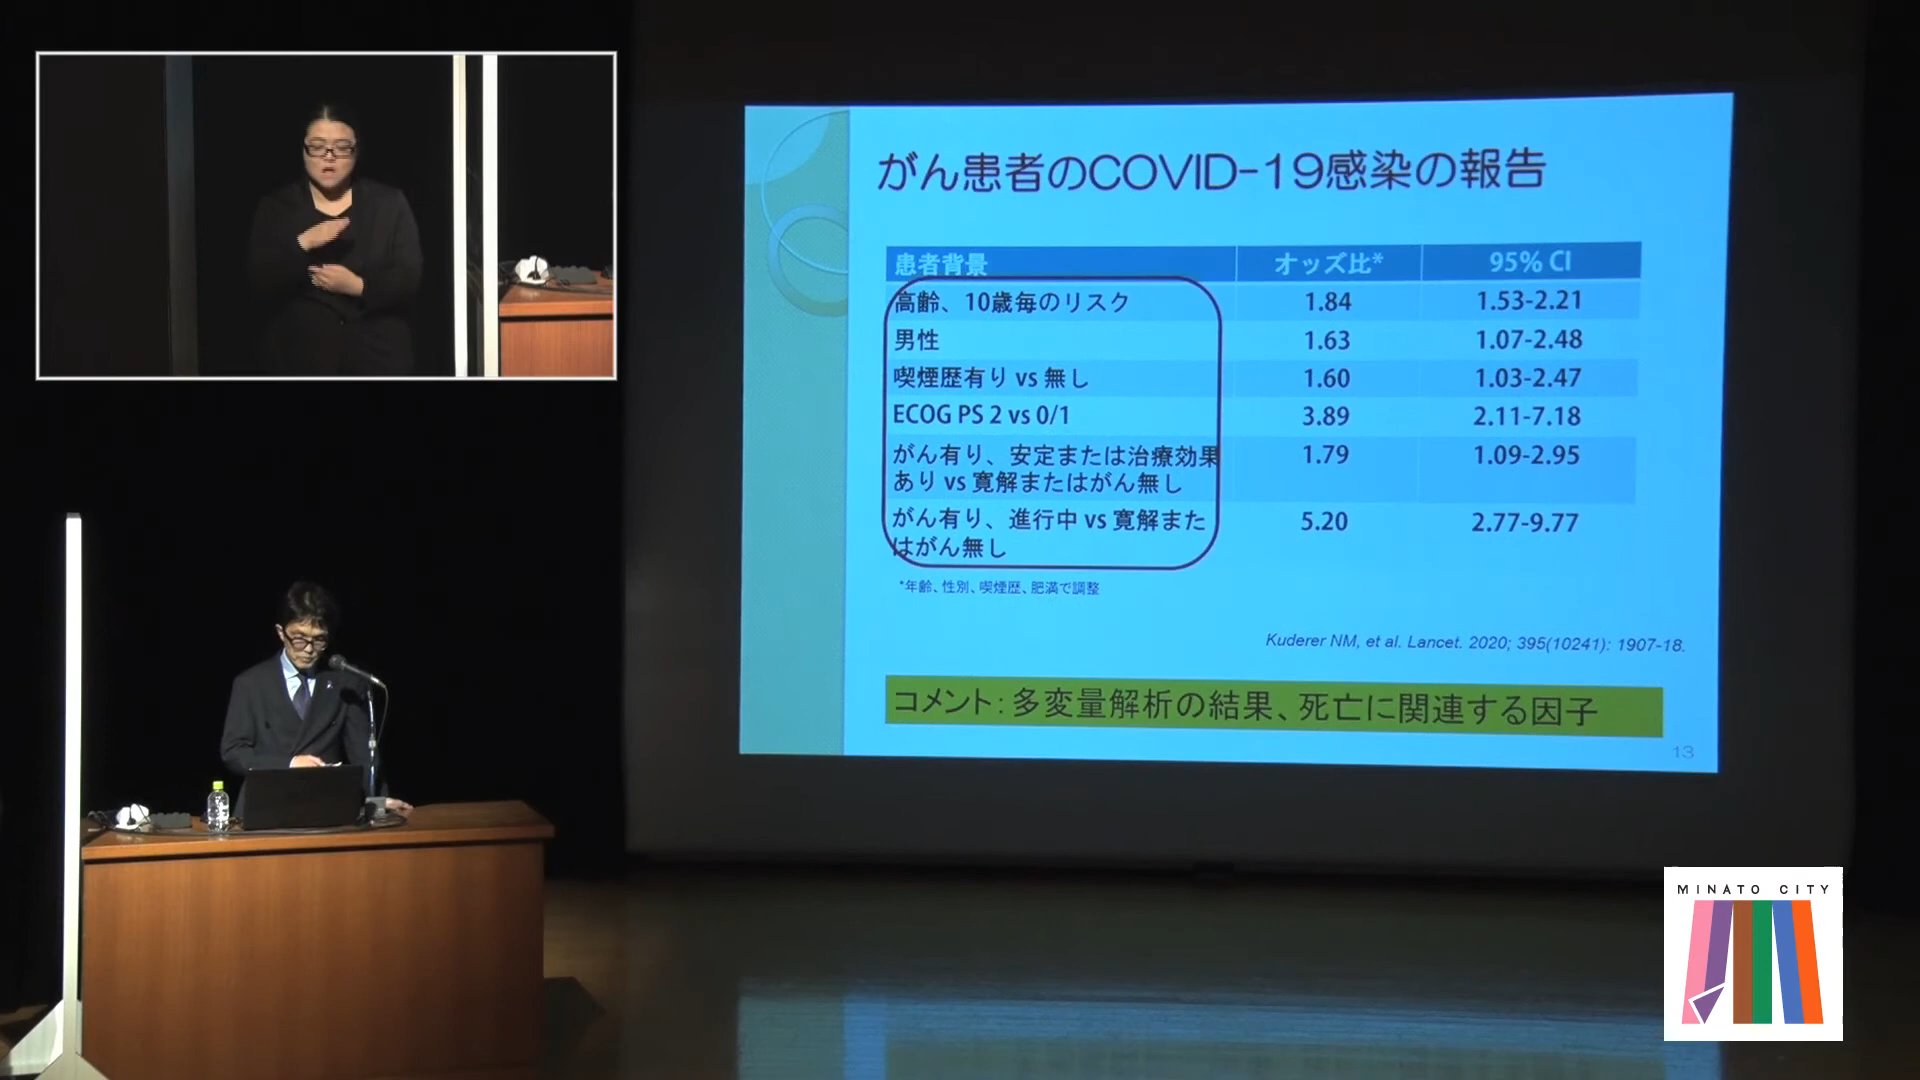 がん患者のCOVID-19感染の報告
患者背景 オッズ比* 95% CI
高齢、10歳毎のリスク 1.84 1.53-2.21
男性 1.63 1.07-2.48
喫煙歴有り vs 無し 1.60 1.03-2.47
ECOG PS 2 vs 0/1 3.89 2.11-7.18
がん有り、安定または治療効果 1.79 1.09-2.95
あり vs 寛解またはがん無し
がん有り、進行中 vs 寛解また 5.20 2.77-9.77
はがん無し
*年齢、性別、喫煙歴、肥満で調整
Kuderer NM, et al. Lancet. 2020; 395(10241): 1907-18.
コメント:多変量解析の結果、死亡に関連する因子
13
MINATO CITY